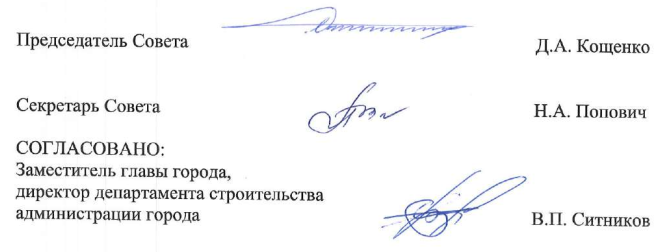 Председатель Совета Д.А. Кощенко
Секретарь Совета Н.А. Попович
СОГЛАСОВАНО:
Заместитель главы города,
директор департамента строительства
администрации города В.П. Ситников